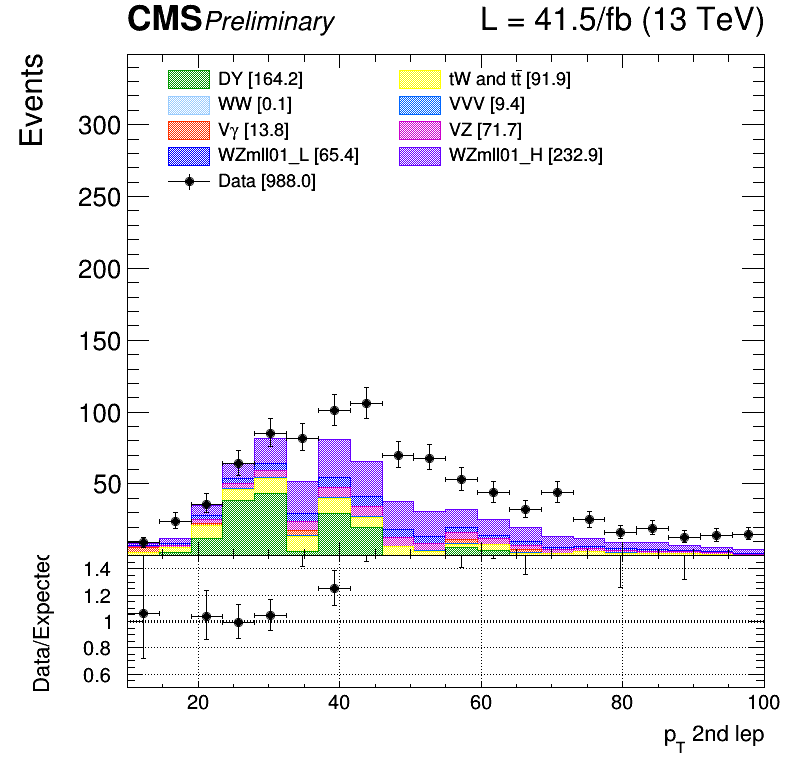 CMS Preliminary L = 41.5/fb (13 TeV)
Events
DY [164.2] tW and tt̄ [91.9]
WW [0.1] VVV [9.4]
Vγ [13.8] VZ [71.7]
WZmll01_L [65.4] WZmll01_H [232.9]
Data [988.0]
300
250
200
150
100
50
Data/Expected
1.4
1.2
1
0.8
0.6
20 40 60 80 100
p_T 2nd lep